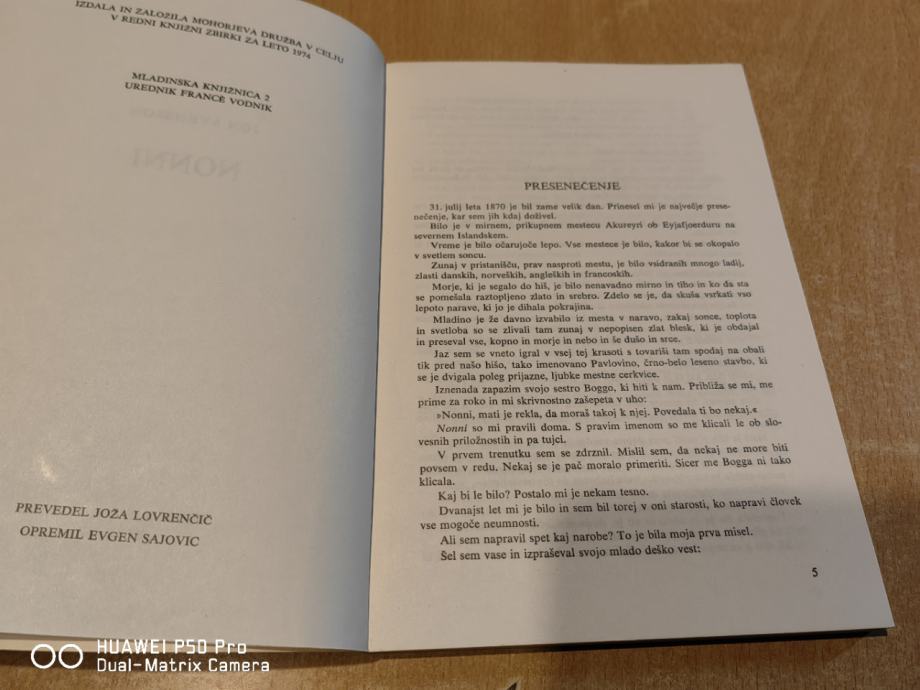 IZDALA IN ZALOŽILA MOHORJEVA DRUŽBA V CELJU
V REDNI KNJIŽNI ZBIRKI ZA LETO 1974
MLADINSKA KNJIŽNICA 2
UREDNIK FRANCE VODNIK
NONNI
PREVEDEL JOŽA LOVRENČIČ
OPREMIL EVGEN SAJOVIC
PRESENEČENJE
31. julij leta 1870 je bil zame velik dan. Prinesel mi je največje prese-
nečenje, kar sem jih kdaj doživel.
Bilo je v mirnem, prikupnem mestecu Akureyri ob Eyjafjoerduru na
severnem Islandskem.
Vreme je bilo očarujoče lepo. Vse mestece je bilo, kakor bi se okopalo
v svetlem soncu.
Zunaj v pristanišču, prav nasproti mestu, je bilo vsidranih mnogo ladij,
zlasti danskih, norveških, angleških in francoskih.
Morje, ki je segalo do hiš, je bilo nenavadno mirno in tiho in ko da sta
se pomešala raztopljeno zlato in srebro. Zdelo se je, da skuša vsrkati vso
lepoto narave, ki jo je dihala pokrajina.
Mladino je že davno izvabilo iz mesta v naravo, zakaj sonce, toplota
in svetloba so se zlivali tam zunaj v nepopisen zlat blesk, ki je obdajal
in preseval vse, kopno in morje in nebo in še dušo in srce.
Jaz sem se vneto igral v vsej tej krasoti s tovariši tam spodaj na obali
tik pred našo hišo, tako imenovano Pavlovino, črno-belo leseno stavbo, ki
se je dvigala poleg prijazne, ljubke mestne cerkvice.
Iznenada zapazim svojo sestro Boggo, ki hiti k nam. Približa se mi, me
prime za roko in mi skrivnostno zašepeta v uho:
»Nonni, mati je rekla, da moraš takoj k njej. Povedala ti bo nekaj.«
Nonni so mi pravili doma. S pravim imenom so me klicali le ob slo-
vesnih priložnostih in pa tujci.
V prvem trenutku sem se zdrznil. Mislil sem, da nekaj ne more biti
povsem v redu. Nekaj se je pač moralo primeriti. Sicer me Bogga ni tako
klicala.
Kaj bi le bilo? Postalo mi je nekam tesno.
Dvanajst let mi je bilo in sem bil torej v oni starosti, ko napravi človek
vse mogoče neumnosti.
Ali sem napravil spet kaj narobe? To je bila moja prva misel.
Šel sem vase in izpraševal svojo mlado deško vest:
5
HUAWEI P50 Pro
Dual-Matrix Camera